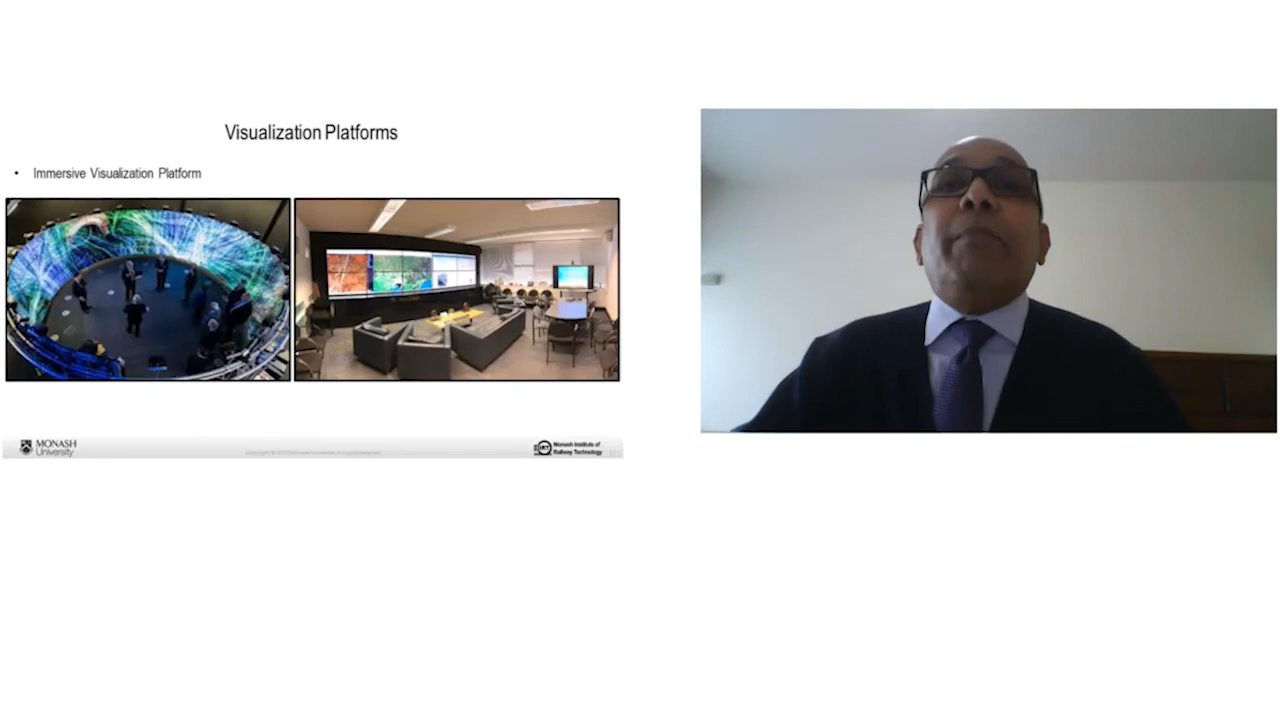 Visualization Platforms
• Immersive Visualization Platform
MONASH
University
Monash Institute of
Railway Technology